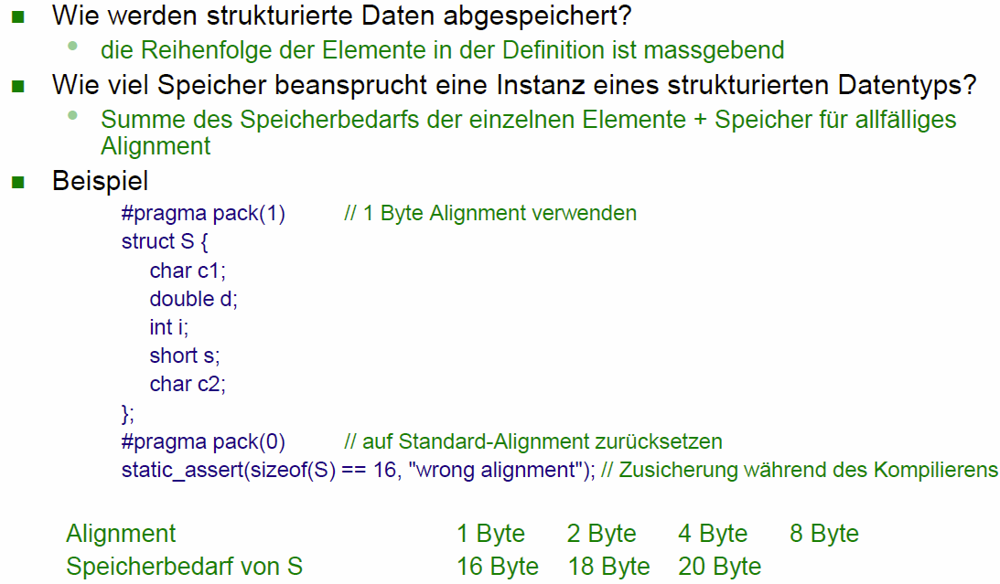 Wie werden strukturierte Daten abgespeichert?
die Reihenfolge der Elemente in der Definition ist massgebend
Wie viel Speicher beansprucht eine Instanz eines strukturierten Datentyps?
Summe des Speicherbedarfs der einzelnen Elemente + Speicher für allfälliges
Alignment
Beispiel
#pragma pack(1) // 1 Byte Alignment verwenden
struct S {
char c1;
double d;
int i;
short s;
char c2;
};
#pragma pack(0) // auf Standard-Alignment zurücksetzen
static_assert(sizeof(S) == 16, "wrong alignment"); // Zusicherung während des Kompilierens
Alignment 1 Byte 2 Byte 4 Byte 8 Byte
Speicherbedarf von S 16 Byte 18 Byte 20 Byte